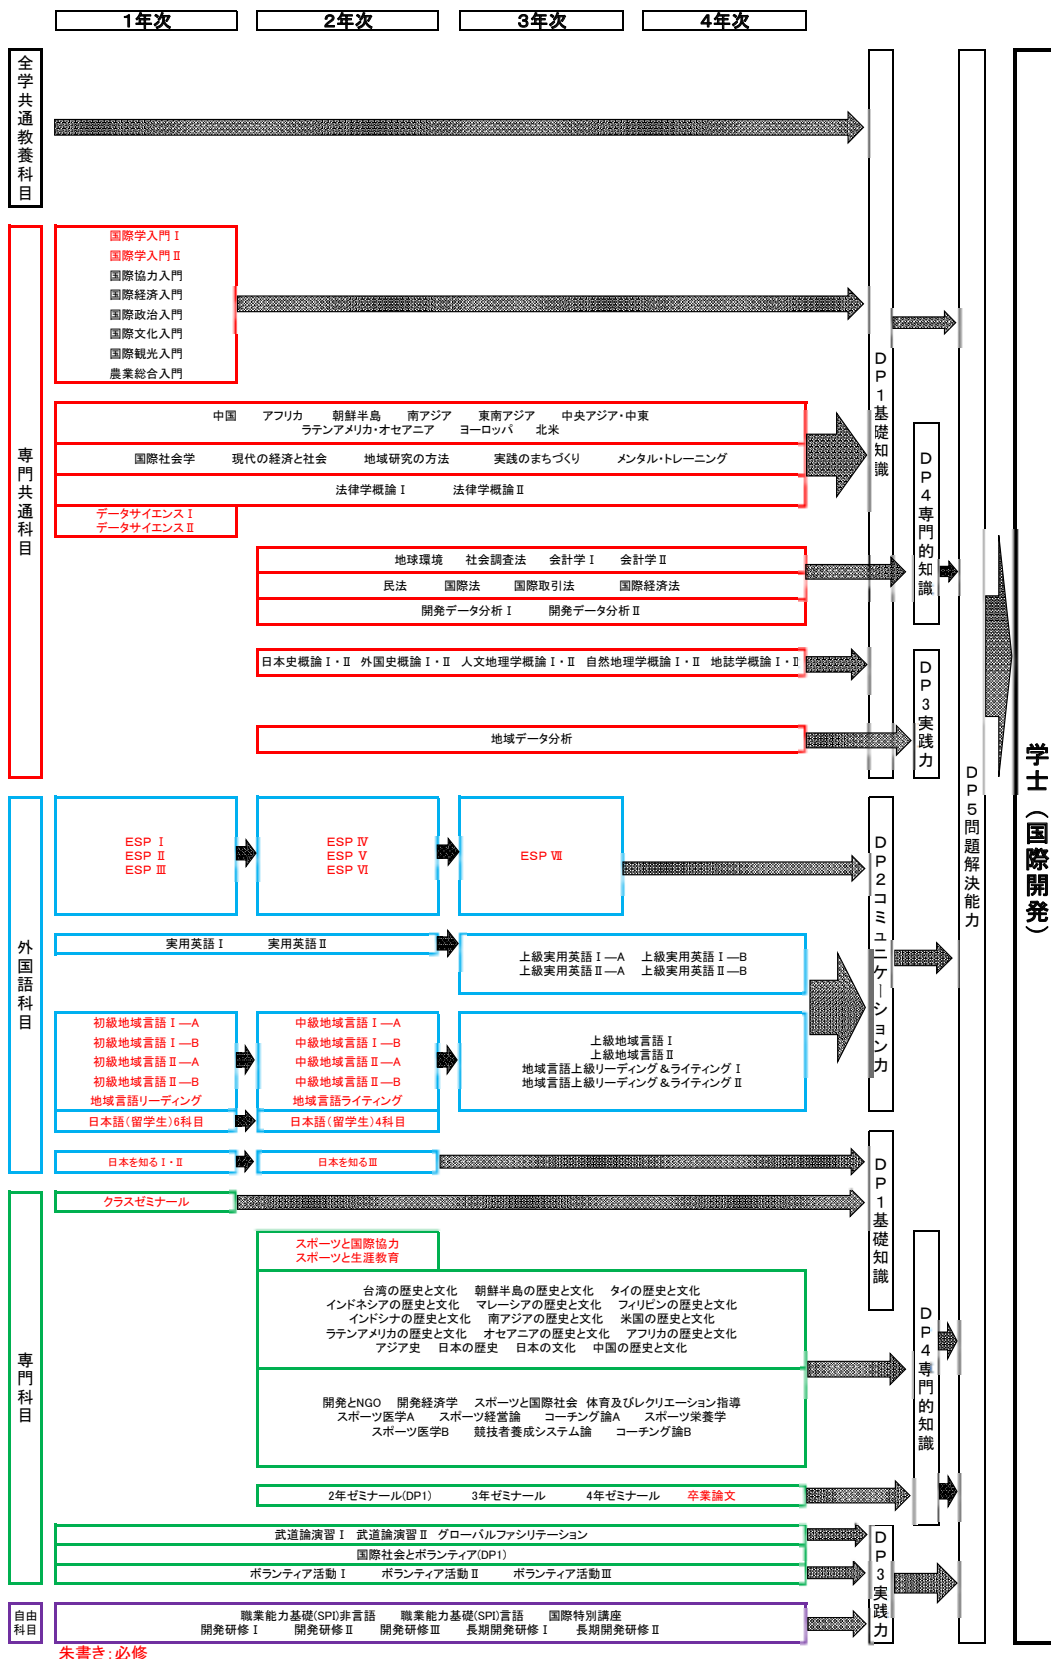 1年次 2年次 3年次 4年次
全学共通教養科目
専門共通科目
国際学入門Ⅰ
国際学入門Ⅱ
国際協力入門
国際経済入門
国際政治入門
国際文化入門
国際観光入門
農業総合入門
中国 アフリカ 朝鮮半島 南アジア 東南アジア 中央アジア・中東
ラテンアメリカ・オセアニア ヨーロッパ 北米
国際社会学 現代の経済と社会 地域研究の方法 実践のまちづくり メンタル・トレーニング
法律学概論Ⅰ 法律学概論Ⅱ
データサイエンスⅠ
データサイエンスⅡ
地球環境 社会調査法 会計学Ⅰ 会計学Ⅱ
民法 国際法 国際取引法 国際経済法
開発データ分析Ⅰ 開発データ分析Ⅱ
日本史概論Ⅰ・Ⅱ 外国史概論Ⅰ・Ⅱ 人文地理学概論Ⅰ・Ⅱ 自然地理学概論Ⅰ・Ⅱ 地誌学概論Ⅰ・Ⅱ
地域データ分析
DP1基礎知識
DP4専門的知識
DP3実践力
DP5問題解決能力
学士（国際開発）
外国語科目
ESP Ⅰ
ESP Ⅱ
ESP Ⅲ
ESP Ⅳ
ESP Ⅴ
ESP Ⅵ
ESP Ⅶ
実用英語Ⅰ 実用英語Ⅱ
上級実用英語Ⅰ―A 上級実用英語Ⅰ―B
上級実用英語Ⅱ―A 上級実用英語Ⅱ―B
初級地域言語Ⅰ―A
初級地域言語Ⅰ―B
初級地域言語Ⅱ―A
初級地域言語Ⅱ―B
地域言語リーディング
日本語（留学生）6科目
中級地域言語Ⅰ―A
中級地域言語Ⅰ―B
中級地域言語Ⅱ―A
中級地域言語Ⅱ―B
地域言語ライティング
日本語（留学生）4科目
上級地域言語Ⅰ
上級地域言語Ⅱ
地域言語上級リーディング＆ライティングⅠ
地域言語上級リーディング＆ライティングⅡ
日本を知るⅠ・Ⅱ 日本を知るⅢ
DP2コミュニケーション力
DP1基礎知識
専門科目
クラスゼミナール
スポーツと国際協力
スポーツと生涯教育
台湾の歴史と文化 朝鮮半島の歴史と文化 タイの歴史と文化
インドネシアの歴史と文化 マレーシアの歴史と文化 フィリピンの歴史と文化
インドシナの歴史と文化 南アジアの歴史と文化 米国の歴史と文化
ラテンアメリカの歴史と文化 オセアニアの歴史と文化 アフリカの歴史と文化
アジア史 日本の歴史 日本の文化 中国の歴史と文化
開発とNGO 開発経済学 スポーツと国際社会 体育及びレクリエーション指導
スポーツ医学A スポーツ経営論 コーチング論A スポーツ栄養学
スポーツ医学B 競技者養成システム論 コーチング論B
2年ゼミナール(DP1) 3年ゼミナール 4年ゼミナール 卒業論文
武道論演習Ⅰ 武道論演習Ⅱ グローバルファシリテーション
国際社会とボランティア(DP1)
ボランティア活動Ⅰ ボランティア活動Ⅱ ボランティア活動Ⅲ
DP4専門的知識
DP3実践力
自由
科目
職業能力基礎(SPI)非言語 職業能力基礎(SPI)言語 国際特別講座
開発研修Ⅰ 開発研修Ⅱ 開発研修Ⅲ 長期開発研修Ⅰ 長期開発研修Ⅱ
朱書き：必修